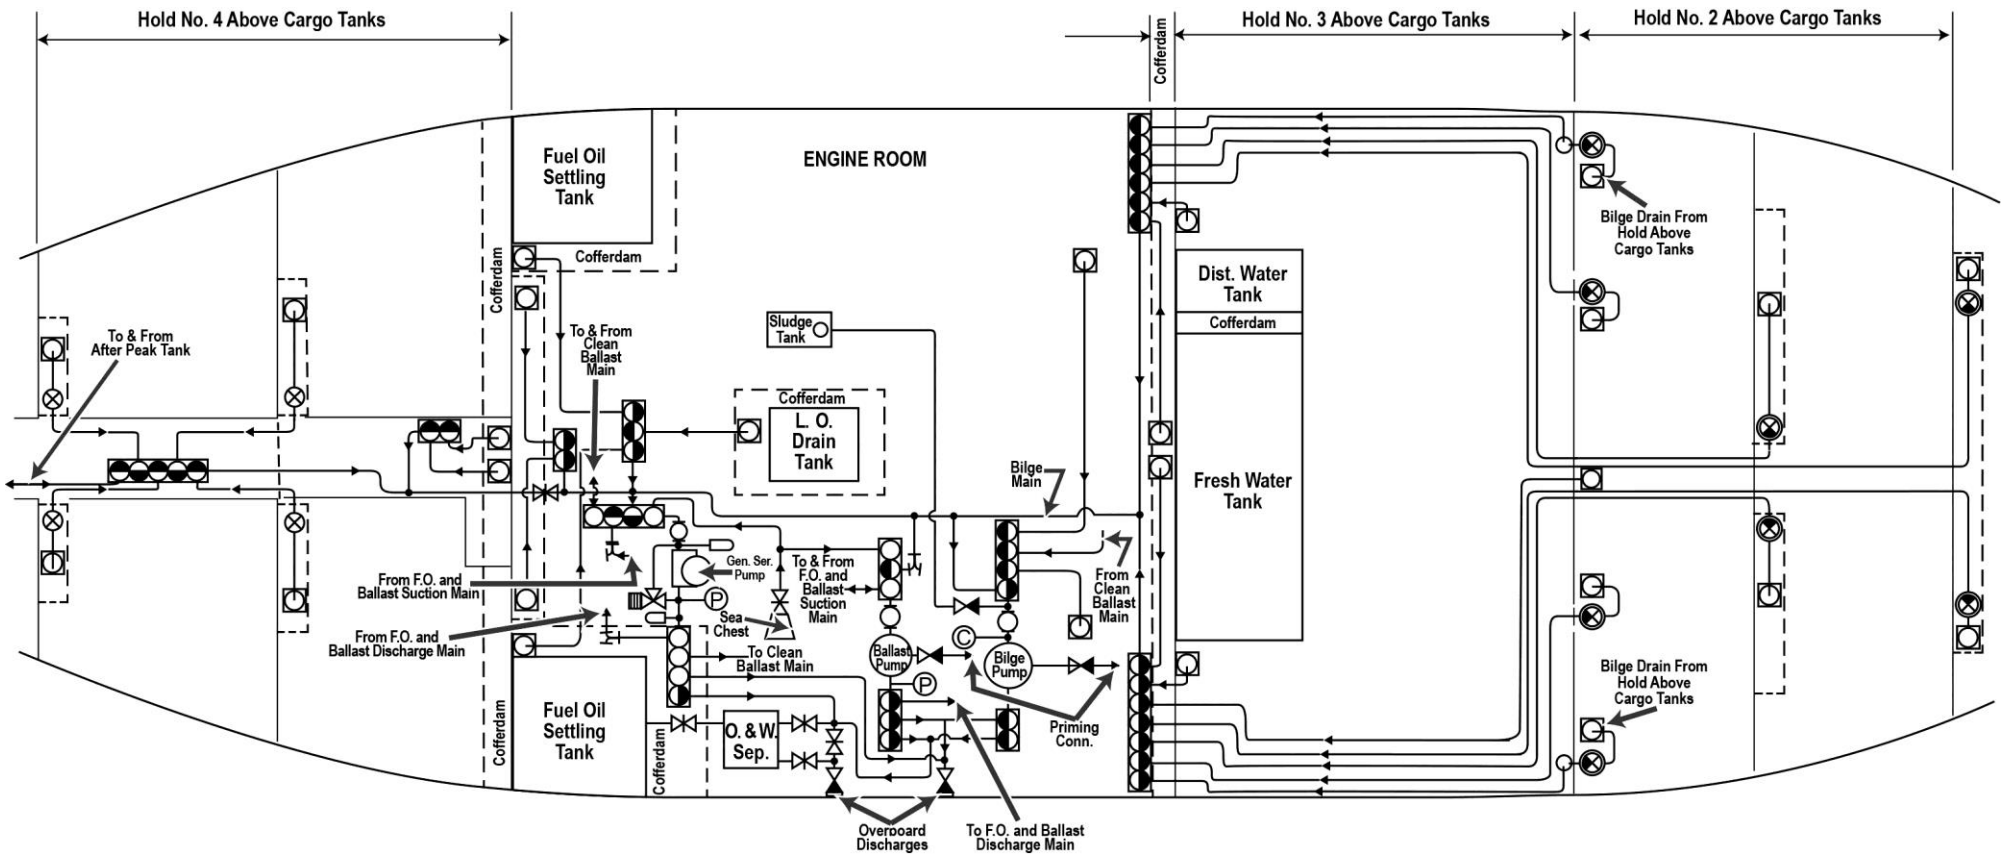 Hold No. 4 Above Cargo Tanks
Cofferdam
Hold No. 3 Above Cargo Tanks
Hold No. 2 Above Cargo Tanks
Fuel Oil
Settling
Tank
ENGINE ROOM
Cofferdam
Cofferdam
Bilge Drain From
Hold Above
Cargo Tanks
Dist. Water
Tank
Cofferdam
Sludge
Tank
To & From
Clean
Ballast
Main
To & From
After Peak Tank
Cofferdam
L. O.
Drain
Tank
Bilge
Main
Fresh Water
Tank
Gen. Ser.
Pump
To & From
F.O. and
Ballast
Suction
Main
From
Clean
Ballast
Main
From F.O. and
Ballast Suction Main
P
Sea
Chest
From F.O. and
Ballast Discharge Main
C
To Clean
Ballast Main
Ballast
Pump
Bilge
Pump
P
Bilge Drain From
Hold Above
Cargo Tanks
Cofferdam
Fuel Oil
Settling
Tank
Cofferdam
O. & W.
Sep.
Priming
Conn.
Overboard
Discharges
To F.O. and Ballast
Discharge Main